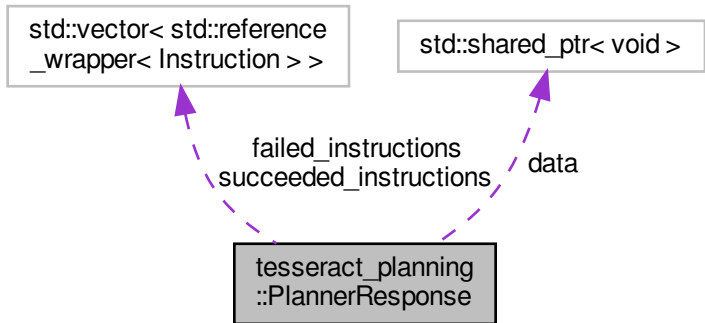 std::vector< std::reference
_wrapper< Instruction > >
std::shared_ptr< void >
failed_instructions
succeeded_instructions
data
tesseract_planning
::PlannerResponse